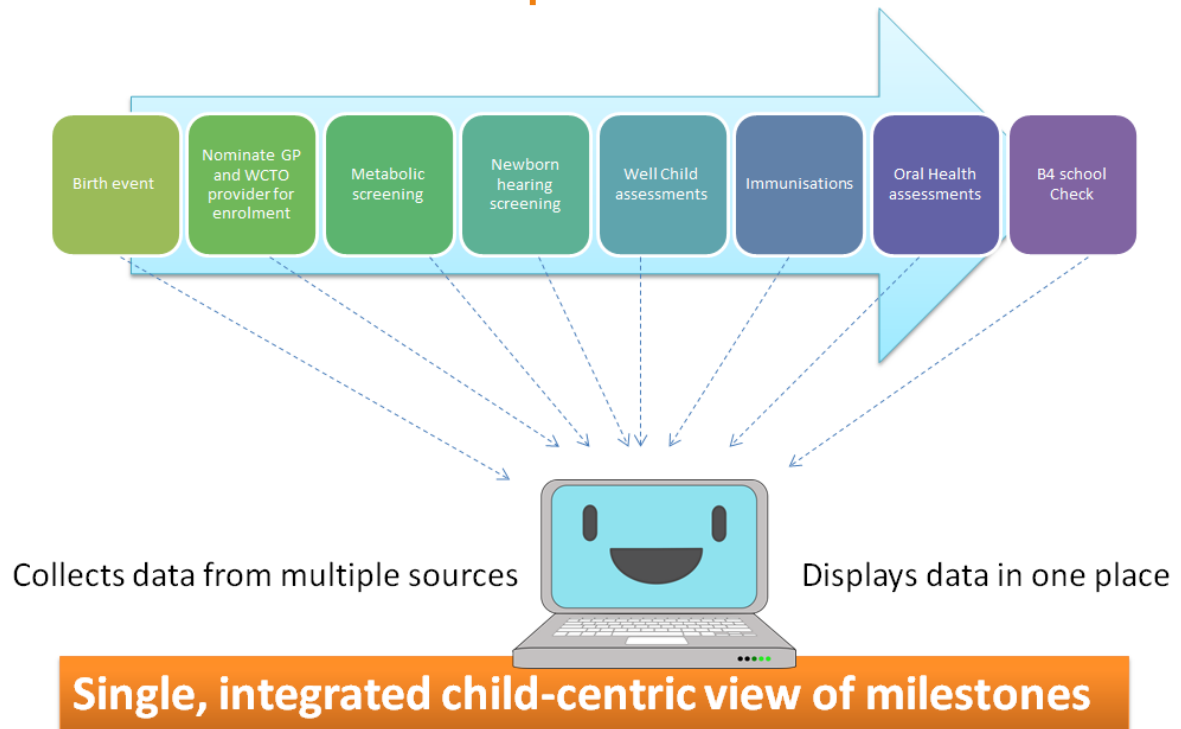 Birth event
Nominate GP
and WCTO
provider for
enrolment
Metabolic
screening
Newborn
hearing
screening
Well Child
assessments
Immunisations
Oral Health
assessments
B4 school
Check
Collects data from multiple sources
Displays data in one place
Single, integrated child-centric view of milestones